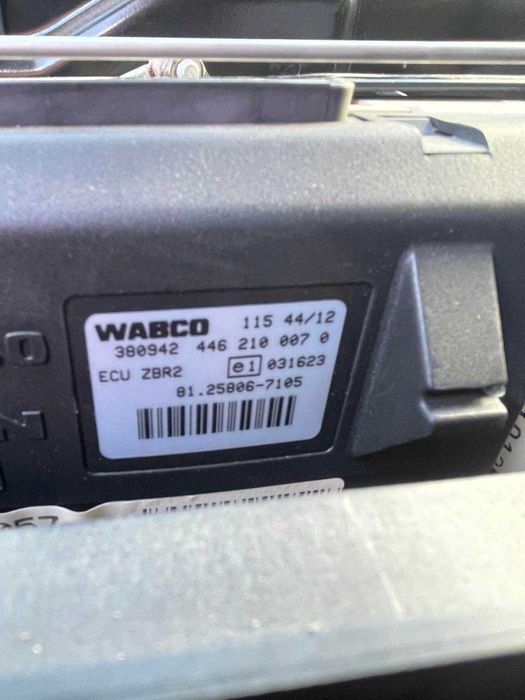 WABCO 115 44/12
380942 446 210 007 0
ECU ZBR2 e1 031623
81.25806-7105